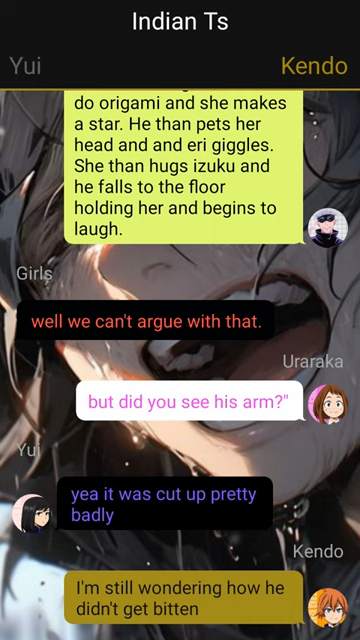 Indian Ts
Yui
Kendo
do origami and she makes
a star. He than pets her
head and and eri giggles.
She than hugs izuku and
he falls to the floor
holding her and begins to
laugh.
Girls
well we can't argue with that.
Uraraka
but did you see his arm?"
Yui
yea it was cut up pretty
badly
Kendo
I'm still wondering how he
didn't get bitten